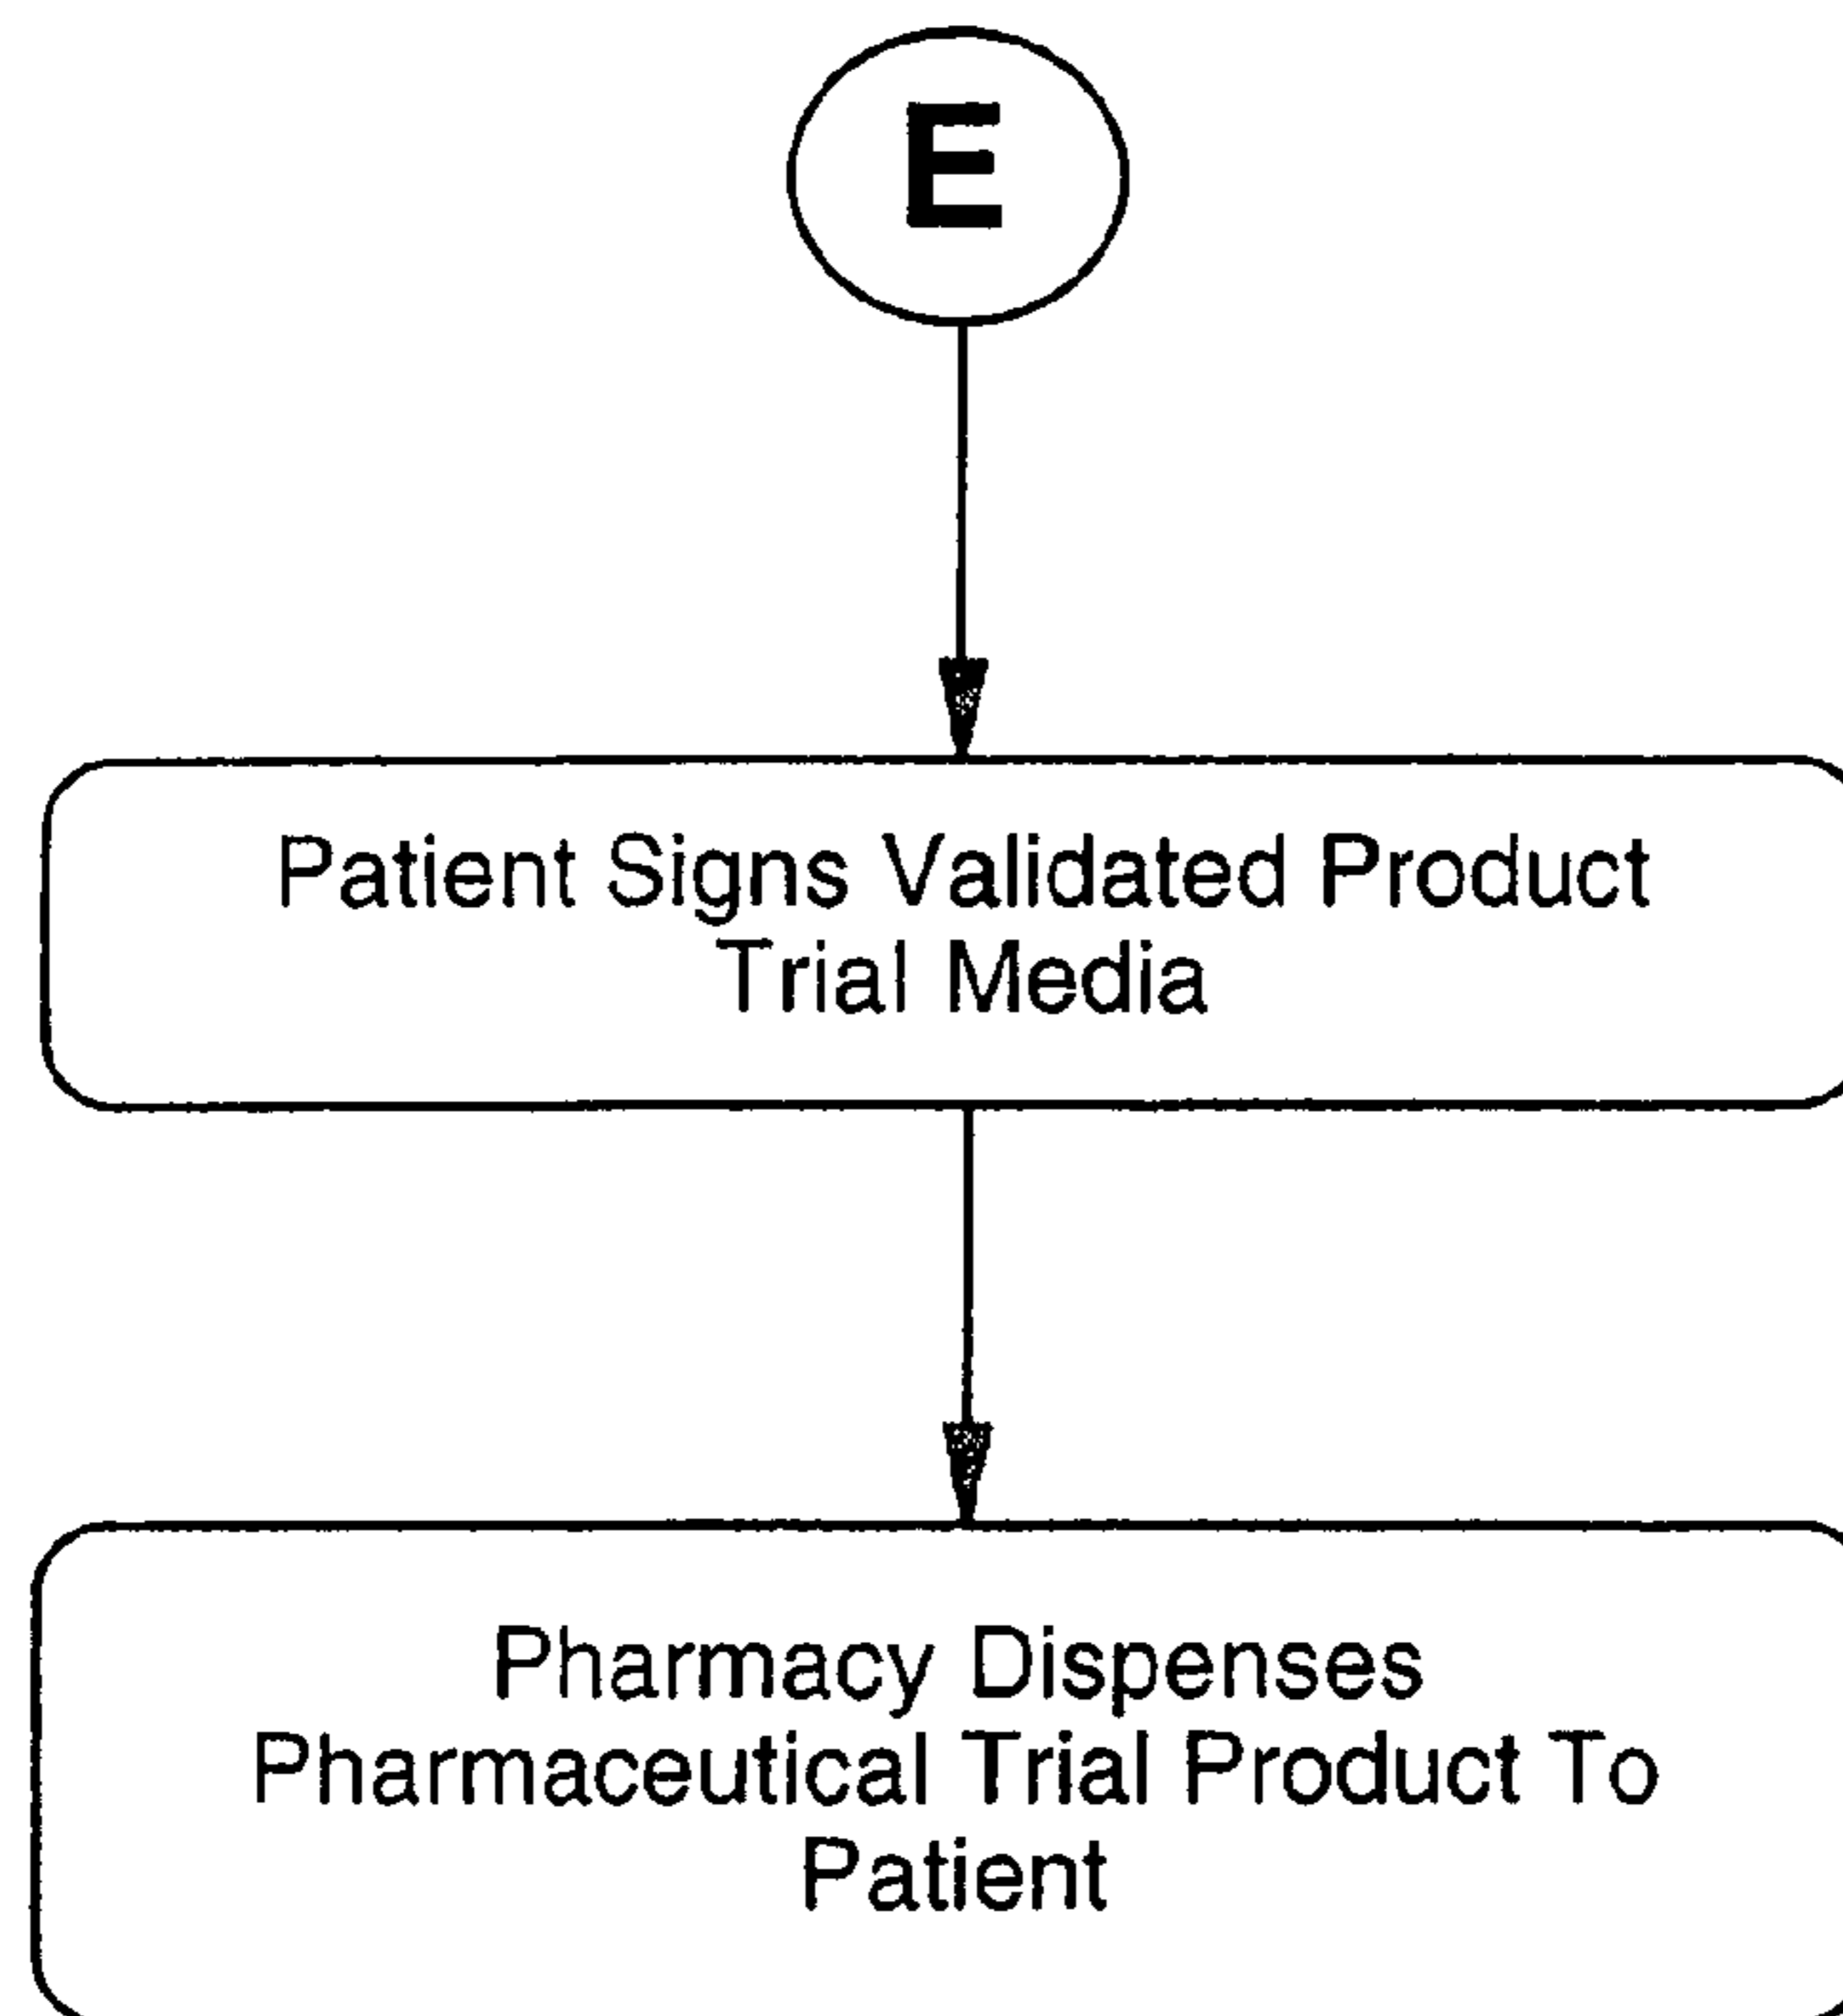 E
Patient Signs Validated Product
Trial Media
Pharmacy Dispenses
Pharmaceutical Trial Product To
Patient